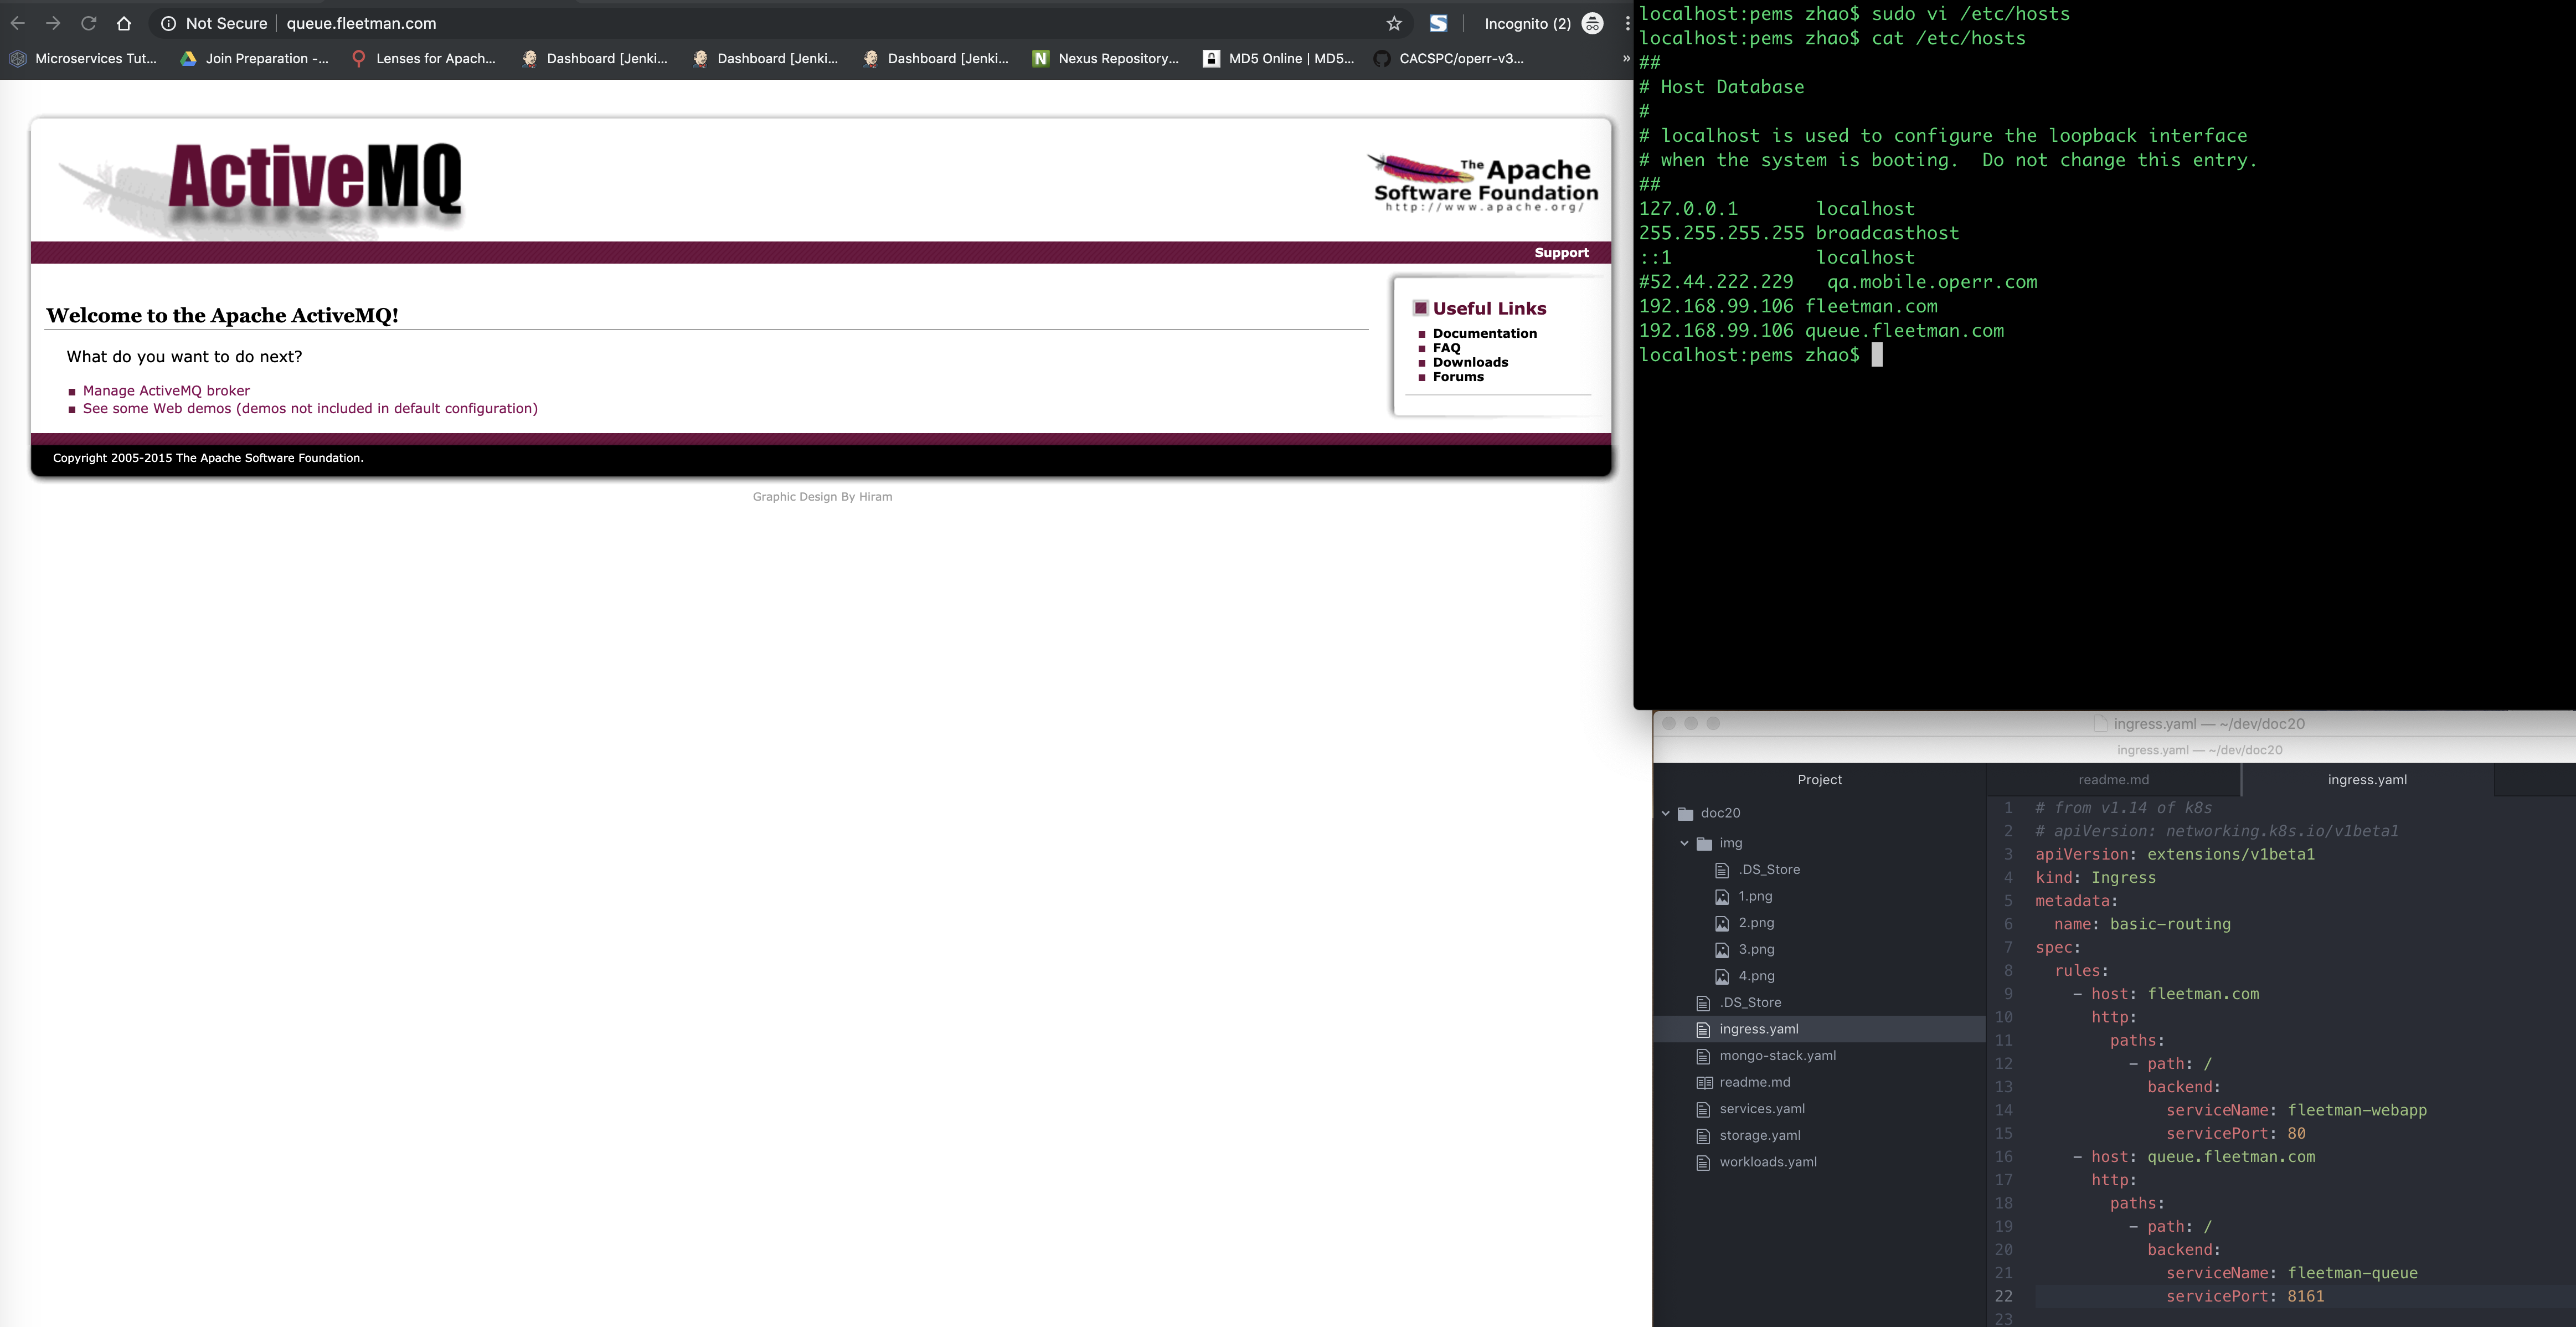 Not Secure | queue.fleetman.com
Incognito (2)
Microservices Tut...
Join Preparation -...
Lenses for Apach...
Dashboard [Jenki...
Dashboard [Jenki...
Dashboard [Jenki...
Nexus Repository...
MD5 Online | MD5...
CACSPC/operr-v3...
»
ActiveMQ
The Apache
Software Foundation
http://www.apache.org/
Support
Welcome to the Apache ActiveMQ!
What do you want to do next?
Manage ActiveMQ broker
See some Web demos (demos not included in default configuration)
Useful Links
Documentation
FAQ
Downloads
Forums
Copyright 2005-2015 The Apache Software Foundation.
Graphic Design By Hiram
localhost:pems zhao$ sudo vi /etc/hosts
localhost:pems zhao$ cat /etc/hosts
##
# Host Database
#
# localhost is used to configure the loopback interface
# when the system is booting.  Do not change this entry.
##
127.0.0.1       localhost
255.255.255.255 broadcasthost
::1             localhost
#52.44.222.229   qa.mobile.operr.com
192.168.99.106 fleetman.com
192.168.99.106 queue.fleetman.com
localhost:pems zhao$
ingress.yaml — ~/dev/doc20
ingress.yaml — ~/dev/doc20
Project
doc20
img
.DS_Store
1.png
2.png
3.png
4.png
.DS_Store
ingress.yaml
mongo-stack.yaml
readme.md
services.yaml
storage.yaml
workloads.yaml
readme.md
ingress.yaml
1 # from v1.14 of k8s
2 # apiVersion: networking.k8s.io/v1beta1
3 apiVersion: extensions/v1beta1
4 kind: Ingress
5 metadata:
6   name: basic-routing
7 spec:
8   rules:
9     - host: fleetman.com
10       http:
11         paths:
12           - path: /
13             backend:
14               serviceName: fleetman-webapp
15               servicePort: 80
16     - host: queue.fleetman.com
17       http:
18         paths:
19           - path: /
20             backend:
21               serviceName: fleetman-queue
22               servicePort: 8161
23